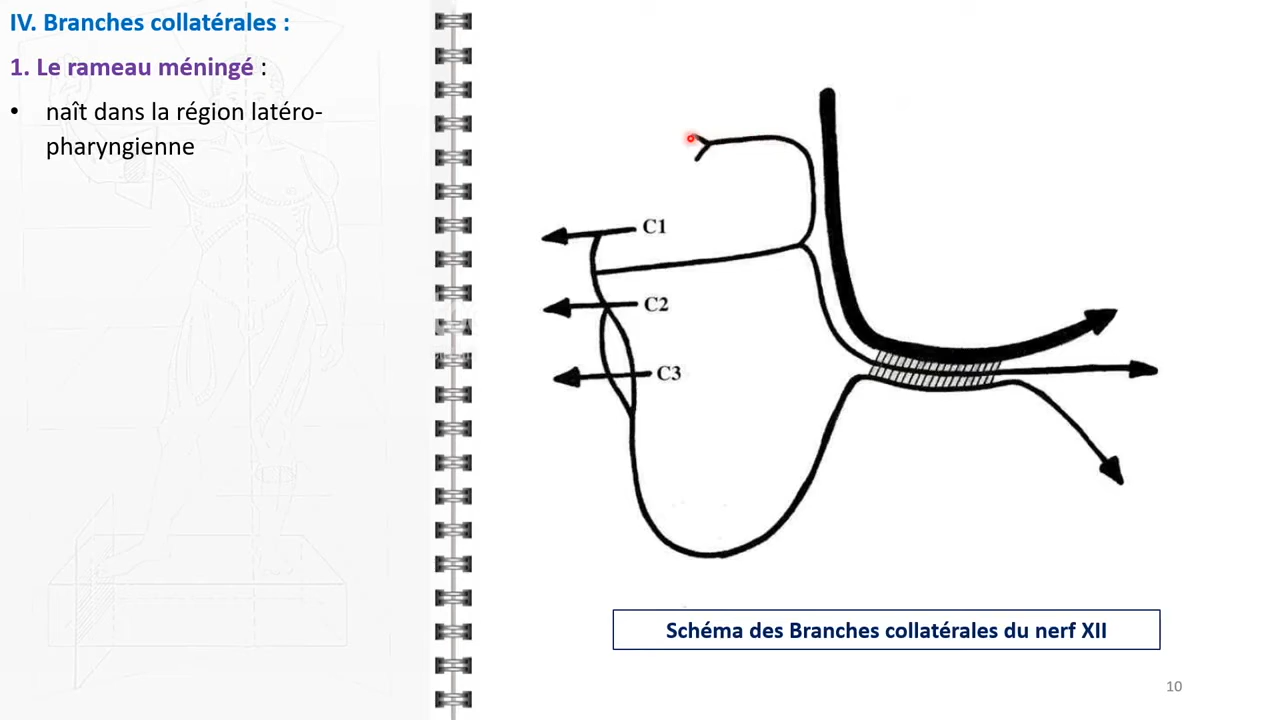 IV. Branches collatérales :
1. Le rameau méningé :
• naît dans la région latéro-
pharyngienne
C1
C2
C3
Schéma des Branches collatérales du nerf XII
10